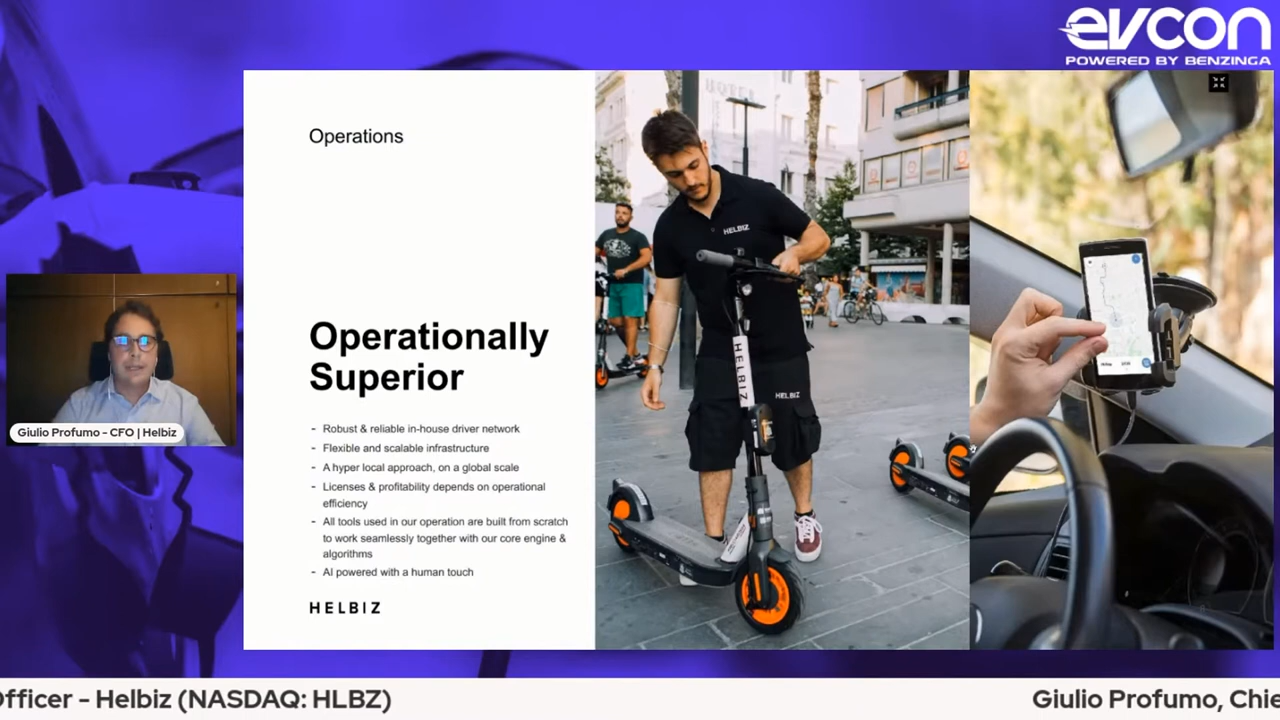 evcon
POWERED BY BENZINGA
Operations
Operationally
Superior
- Robust & reliable in-house driver network
- Flexible and scalable infrastructure
- A hyper local approach, on a global scale
- Licenses & profitability depends on operational
efficiency
- All tools used in our operation are built from scratch
to work seamlessly together with our core engine &
algorithms
- AI powered with a human touch
HELBIZ
HELBIZ
HELBIZ
HELBIZ
HOTEL
Giulio Profumo - CFO | Helbiz
Officer - Helbiz (NASDAQ: HLBZ)
Giulio Profumo, Chie